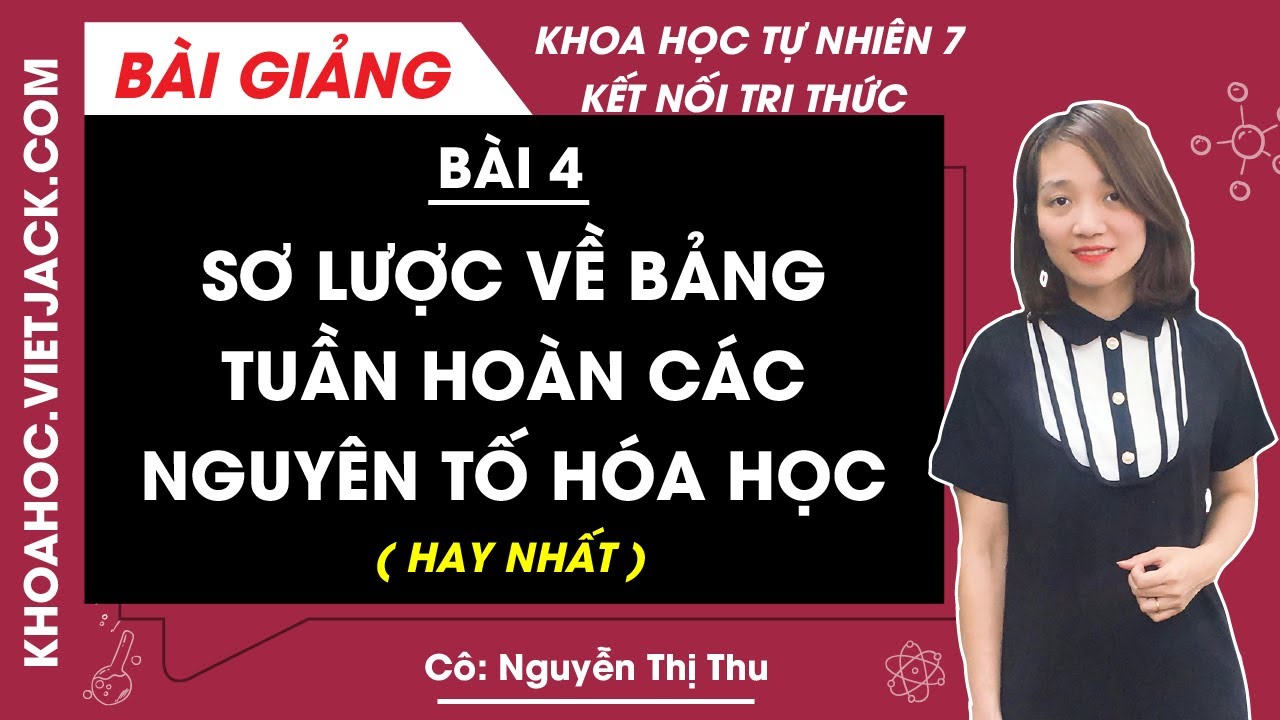 BÀI GIẢNG
KHOA HỌC TỰ NHIÊN 7
KẾT NỐI TRI THỨC
KHOAHOC.VIETJACK.COM
BÀI 4
SƠ LƯỢC VỀ BẢNG
TUẦN HOÀN CÁC
NGUYÊN TỐ HÓA HỌC
( HAY NHẤT )
Cô: Nguyễn Thị Thu